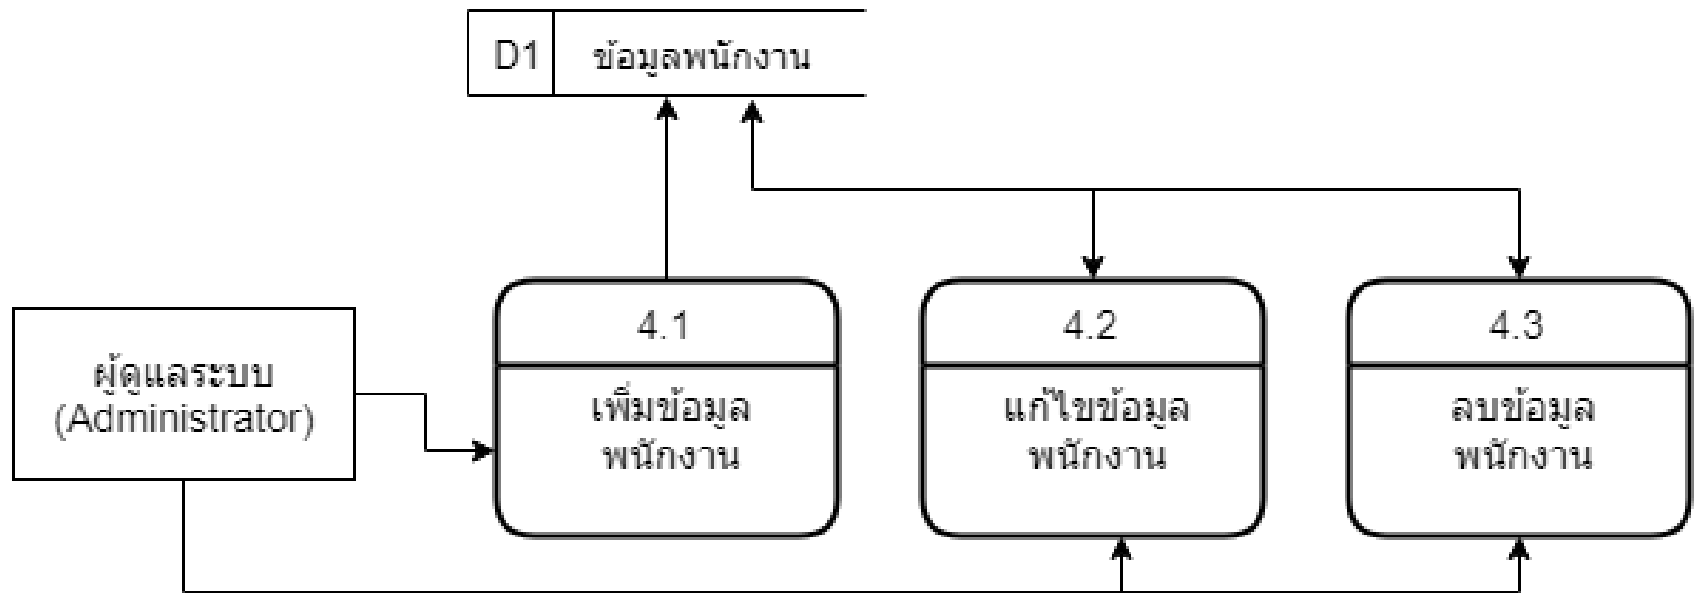 D1 ข้อมูลพนักงาน
4.1
เพิ่มข้อมูล
พนักงาน
4.2
แก้ไขข้อมูล
พนักงาน
4.3
ลบข้อมูล
พนักงาน
ผู้ดูแลระบบ
(Administrator)